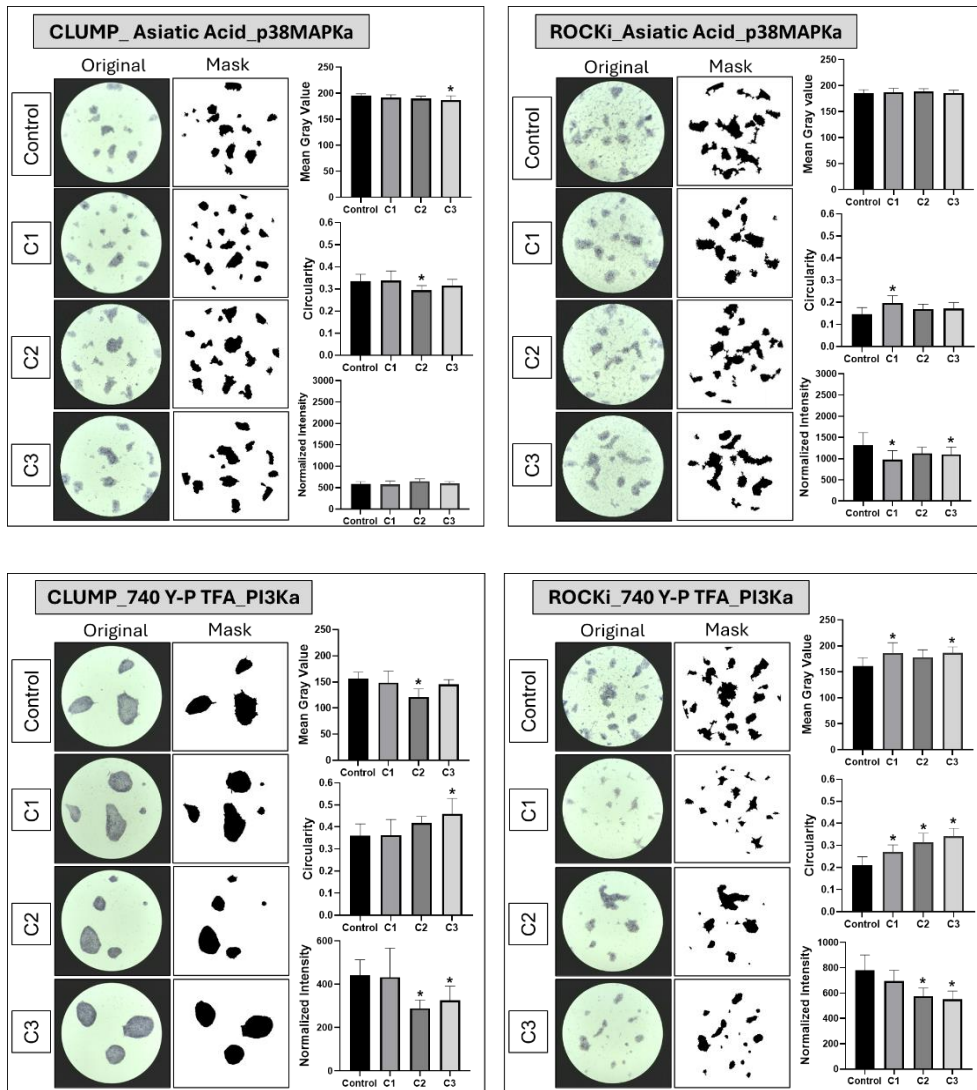 CLUMP_ Asiatic Acid_p38MAPKa
Original Mask
Control
C1
C2
C3
Mean Gray Value
250
200
150
100
50
0
*
Control C1 C2 C3
Circularity
0.6
0.5
0.4
0.3
0.2
0.1
0.0
*
Control C1 C2 C3
Normalized Intensity
3000
2500
2000
1500
1000
500
0
Control C1 C2 C3
ROCKi_Asiatic Acid_p38MAPKa
Original Mask
Control
C1
C2
C3
Mean Gray Value
250
200
150
100
50
0
Control C1 C2 C3
Circularity
0.6
0.5
0.4
0.3
0.2
0.1
0.0
*
Control C1 C2 C3
Normalized Intensity
3000
2500
2000
1500
1000
500
0
* *
Control C1 C2 C3
CLUMP_740 Y-P TFA_PI3Ka
Original Mask
Control
C1
C2
C3
Mean Gray Value
250
200
150
100
50
0
*
Control C1 C2 C3
Circularity
0.6
0.5
0.4
0.3
0.2
0.1
0.0
*
Control C1 C2 C3
Normalized Intensity
600
400
200
0
* *
Control C1 C2 C3
ROCKi_740 Y-P TFA_PI3Ka
Original Mask
Control
C1
C2
C3
Mean Gray Value
250
200
150
100
50
0
* *
Control C1 C2 C3
Circularity
0.6
0.5
0.4
0.3
0.2
0.1
0.0
* * *
Control C1 C2 C3
Normalized Intensity
1000
800
600
400
200
0
* *
Control C1 C2 C3